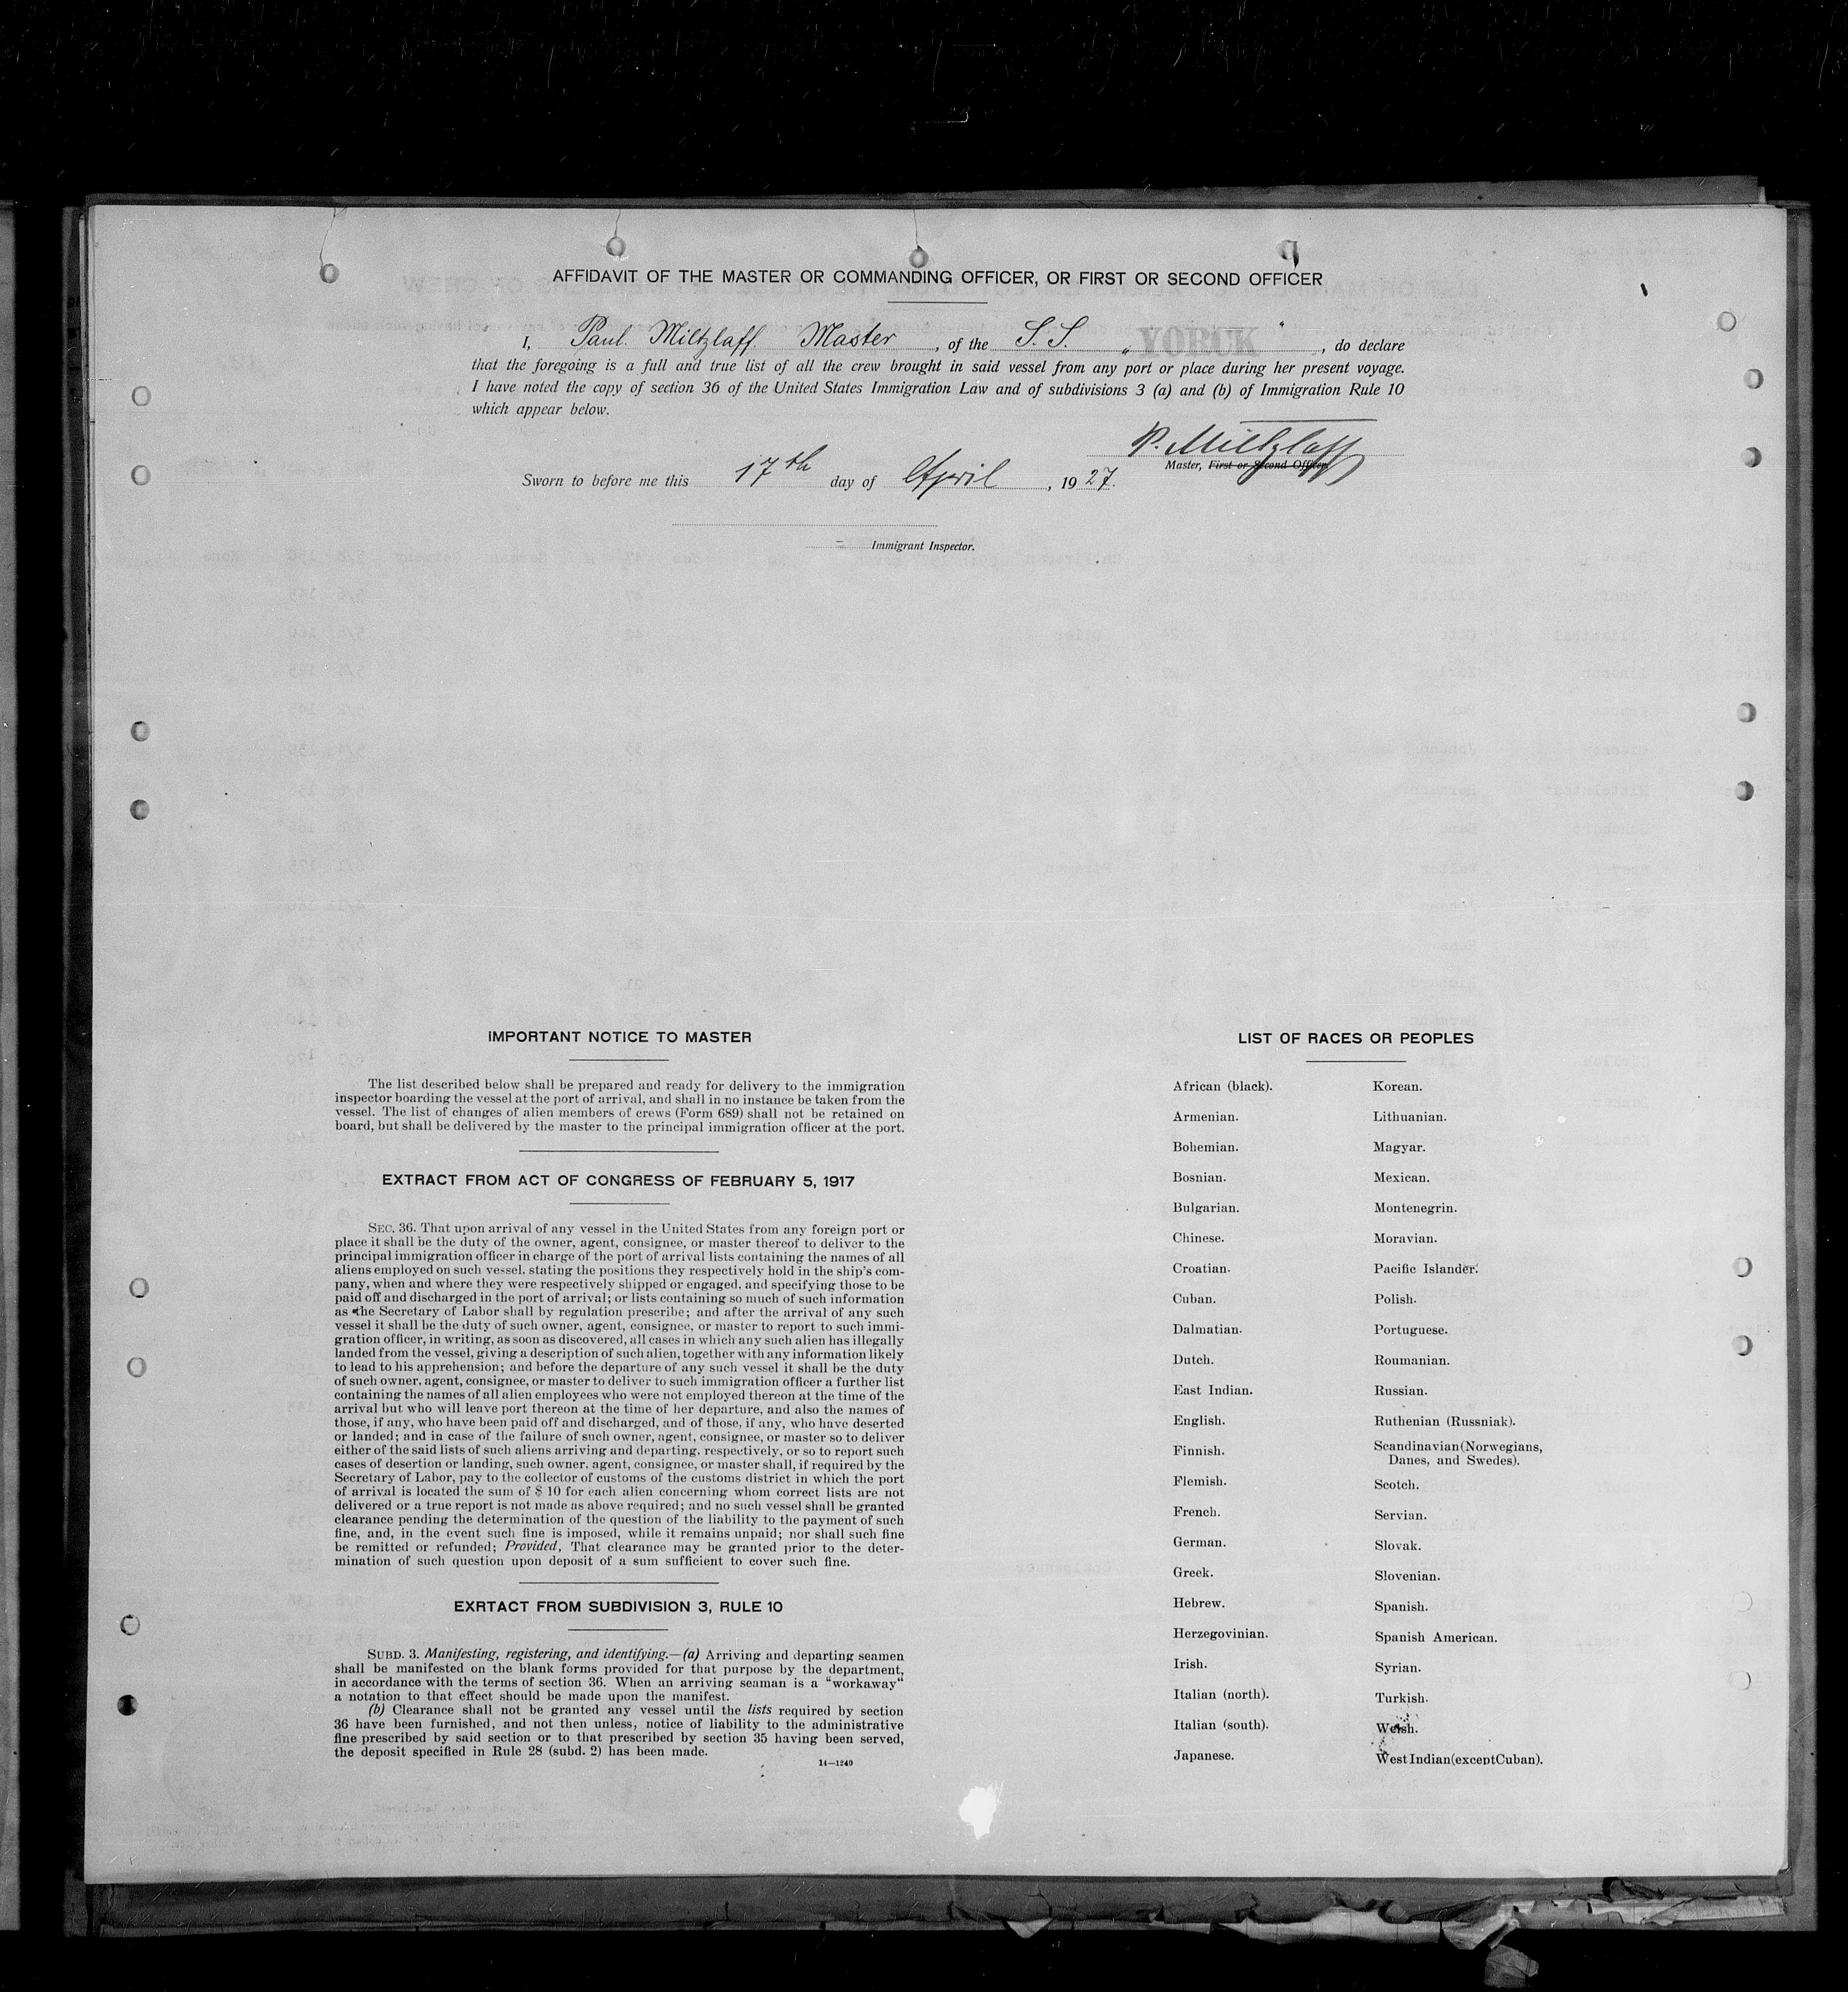 AFFIDAVIT OF THE MASTER OR COMMANDING OFFICER, OR FIRST OR SECOND OFFICER
I, Paul Miltzlaff Master, of the S.S. „YORCK", do declare
that the foregoing is a full and true list of all the crew brought in said vessel from any port or place during her present voyage.
I have noted the copy of section 36 of the United States Immigration Law and of subdivisions 3 (a) and (b) of Immigration Rule 10
which appear below.
P. Miltzlaff
Master, First or Second Officer.
Sworn to before me this 17th day of April, 1927.
Immigrant Inspector.
IMPORTANT NOTICE TO MASTER
The list described below shall be prepared and ready for delivery to the immigration
inspector boarding the vessel at the port of arrival, and shall in no instance be taken from the
vessel. The list of changes of alien members of crews (Form 689) shall not be retained on
board, but shall be delivered by the master to the principal immigration officer at the port.
EXTRACT FROM ACT OF CONGRESS OF FEBRUARY 5, 1917
SEC. 36. That upon arrival of any vessel in the United States from any foreign port or
place it shall be the duty of the owner, agent, consignee, or master thereof to deliver to the
principal immigration officer in charge of the port of arrival lists containing the names of all
aliens employed on such vessel, stating the positions they respectively hold in the ship's com-
pany, when and where they were respectively shipped or engaged, and specifying those to be
paid off and discharged in the port of arrival; or lists containing so much of such information
as the Secretary of Labor shall by regulation prescribe; and after the arrival of any such
vessel it shall be the duty of such owner, agent, consignee, or master to report to such immi-
gration officer, in writing, as soon as discovered, all cases in which any such alien has illegally
landed from the vessel, giving a description of such alien, together with any information likely
to lead to his apprehension; and before the departure of any such vessel it shall be the duty
of such owner, agent, consignee, or master to deliver to such immigration officer a further list
containing the names of all alien employees who were not employed thereon at the time of the
arrival but who will leave port thereon at the time of her departure, and also the names of
those, if any, who have been paid off and discharged, and of those, if any, who have deserted
or landed; and in case of the failure of such owner, agent, consignee, or master so to deliver
either of the said lists of such aliens arriving and departing, respectively, or so to report such
cases of desertion or landing, such owner, agent, consignee, or master shall, if required by the
Secretary of Labor, pay to the collector of customs of the customs district in which the port
of arrival is located the sum of $ 10 for each alien concerning whom correct lists are not
delivered or a true report is not made as above required; and no such vessel shall be granted
clearance pending the determination of the question of the liability to the payment of such
fine, and, in the event such fine is imposed, while it remains unpaid; nor shall such fine
be remitted or refunded; Provided, That clearance may be granted prior to the deter-
mination of such question upon deposit of a sum sufficient to cover such fine.
EXRTACT FROM SUBDIVISION 3, RULE 10
SUBD. 3. Manifesting, registering, and identifying.—(a) Arriving and departing seamen
shall be manifested on the blank forms provided for that purpose by the department,
in accordance with the terms of section 36. When an arriving seaman is a "workaway"
a notation to that effect should be made upon the manifest.
(b) Clearance shall not be granted any vessel until the lists required by section
36 have been furnished, and not then unless, notice of liability to the administrative
fine prescribed by said section or to that prescribed by section 35 having been served,
the deposit specified in Rule 28 (subd. 2) has been made.
14—1240
LIST OF RACES OR PEOPLES
African (black).
Armenian.
Bohemian.
Bosnian.
Bulgarian.
Chinese.
Croatian.
Cuban.
Dalmatian.
Dutch.
East Indian.
English.
Finnish.
Flemish.
French.
German.
Greek.
Hebrew.
Herzegovinian.
Irish.
Italian (north).
Italian (south).
Japanese.
Korean.
Lithuanian.
Magyar.
Mexican.
Montenegrin.
Moravian.
Pacific Islander.
Polish.
Portuguese.
Roumanian.
Russian.
Ruthenian (Russniak).
Scandinavian (Norwegians,
Danes, and Swedes).
Scotch.
Servian.
Slovak.
Slovenian.
Spanish.
Spanish American.
Syrian.
Turkish.
Welsh.
West Indian (except Cuban).